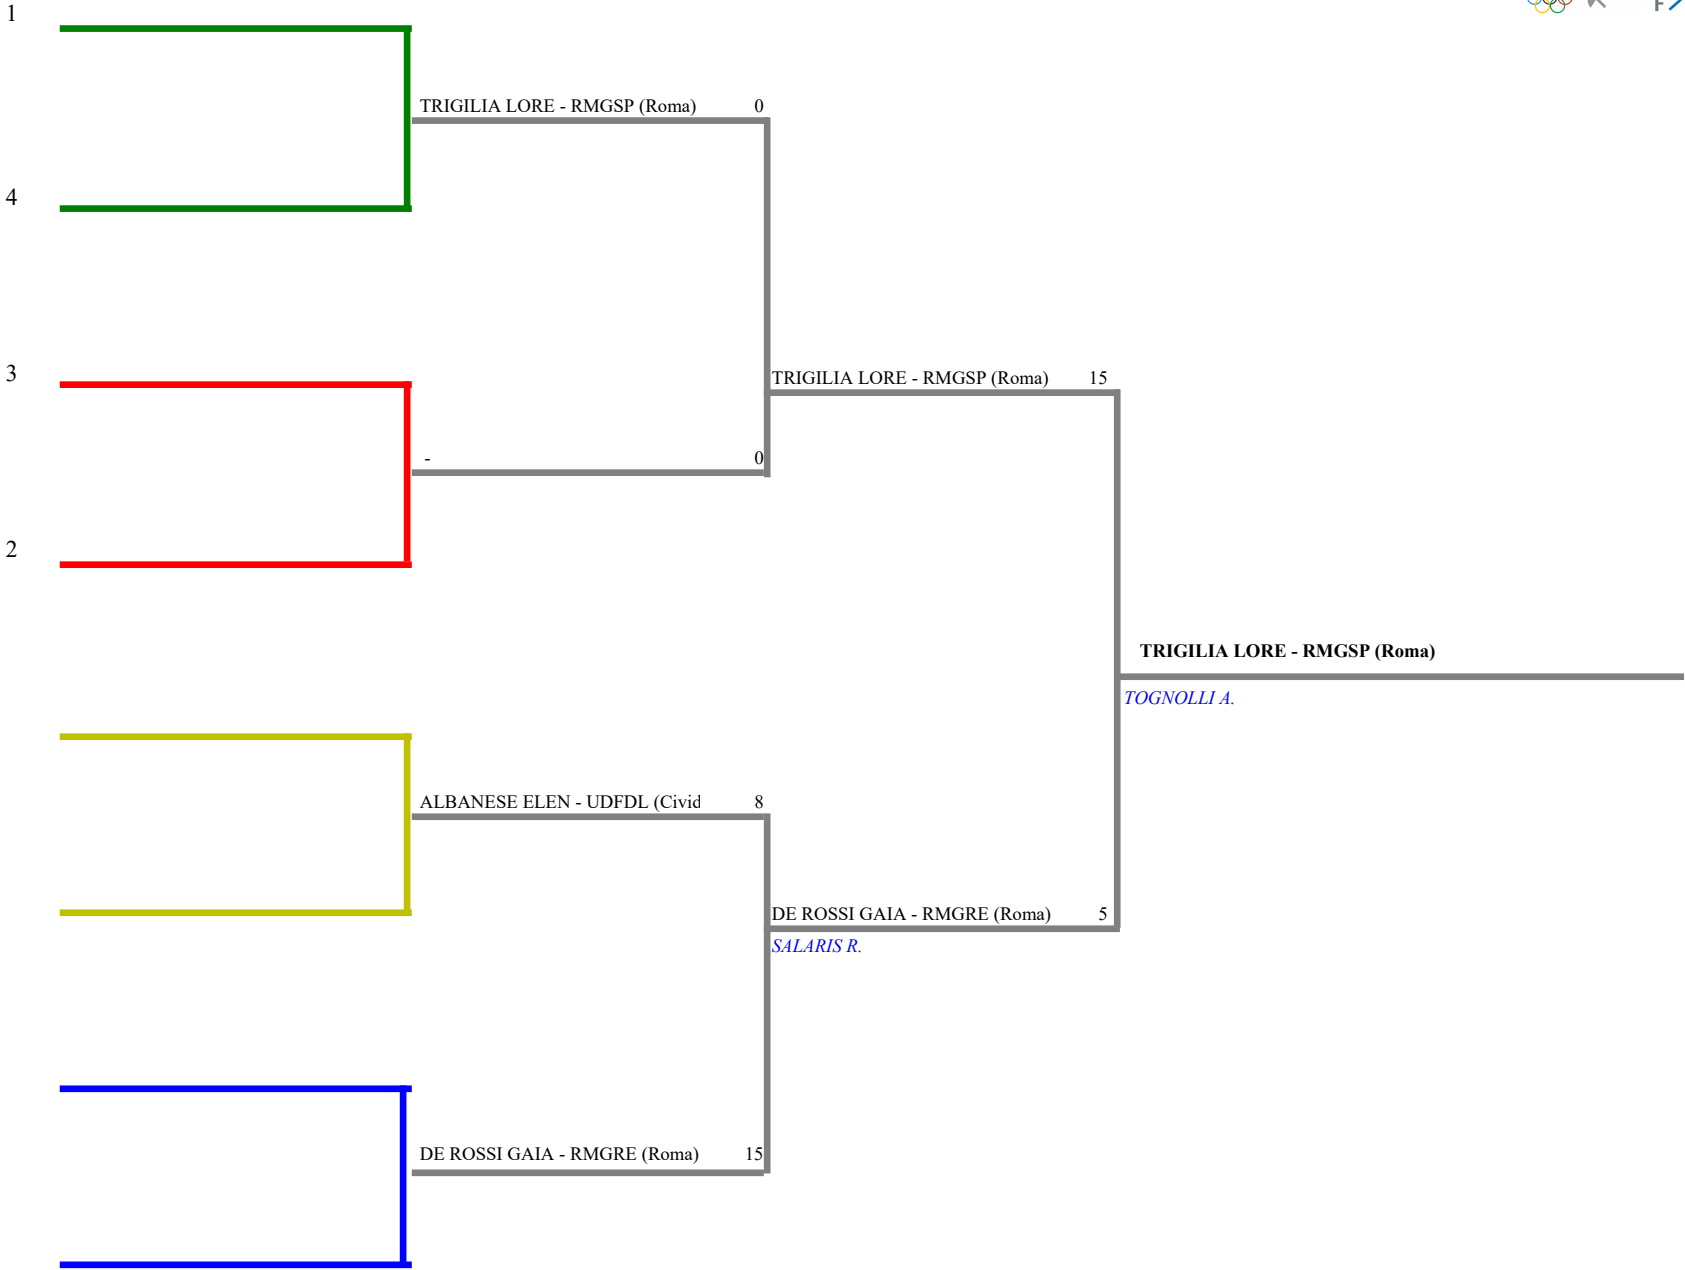 1
TRIGILIA LORE - RMGSP (Roma) 0
4
3
TRIGILIA LORE - RMGSP (Roma) 15
- 0
2
TRIGILIA LORE - RMGSP (Roma)
TOGNOLLI A.
ALBANESE ELEN - UDFDL (Civid 8
DE ROSSI GAIA - RMGRE (Roma) 5
SALARIS R.
DE ROSSI GAIA - RMGRE (Roma) 15